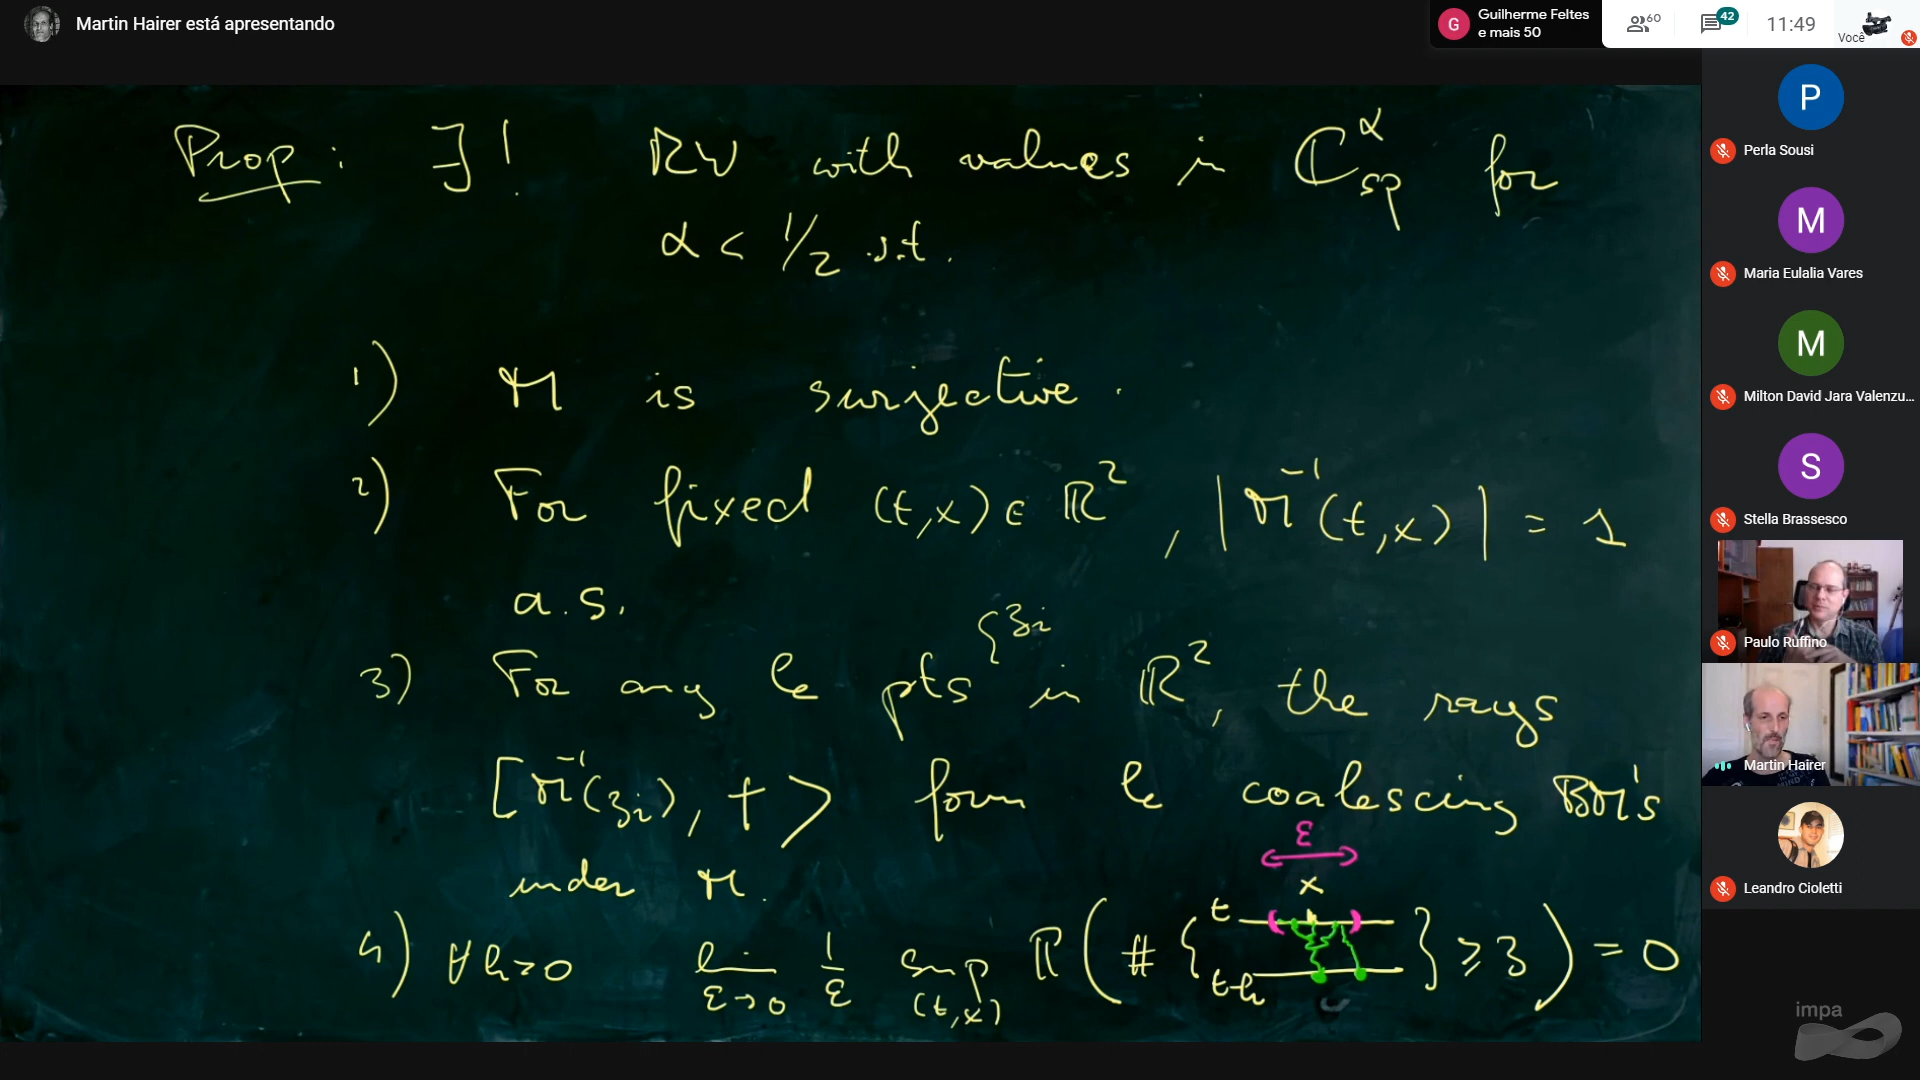 Martin Hairer está apresentando
G
Guilherme Feltes
e mais 50
60
42
11:49
Você
Prop: ∃! RV with values in ℂ^α_sp for
α < 1/2 s.t.
1) M is surjective.
2) For fixed (t,x) ∈ ℝ², |M⁻¹(t,x)| = 1
a.s.
3) For any k pts {z_i in ℝ², the rays
[M⁻¹(z_i), † > form k coalescing BM's
under M.
ε
x
4) ∀ h>0 lim_{ε→0} 1/ε sup_{(t,x)} ℙ(#{ t t-h } ≥ 3) = 0
P
Perla Sousi
M
Maria Eulalia Vares
M
Milton David Jara Valenzu...
S
Stella Brassesco
Paulo Ruffino
Martin Hairer
Leandro Cioletti
impa